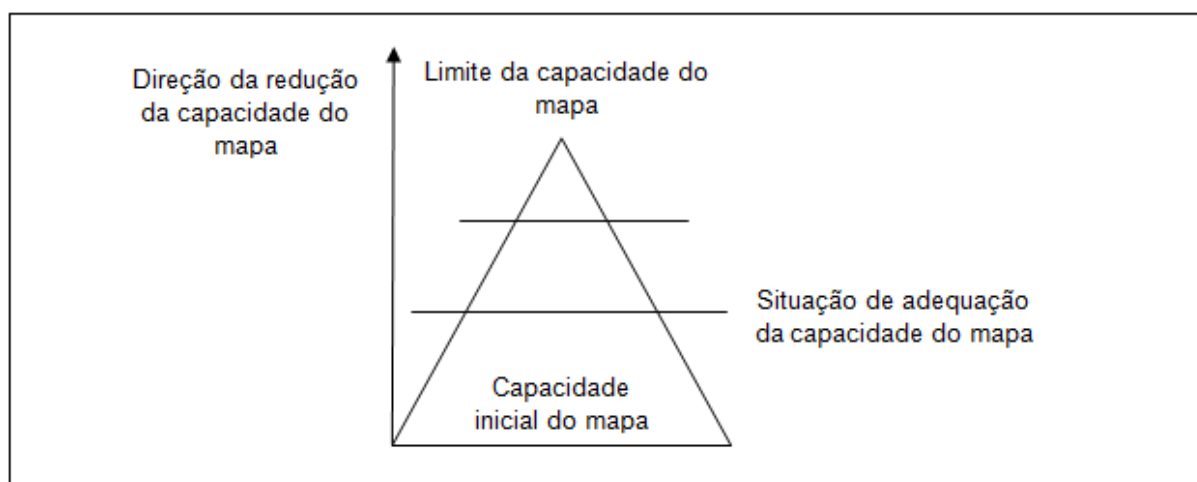 Direção da redução
da capacidade do
mapa
Limite da capacidade do
mapa
Situação de adequação
da capacidade do mapa
Capacidade
inicial do mapa